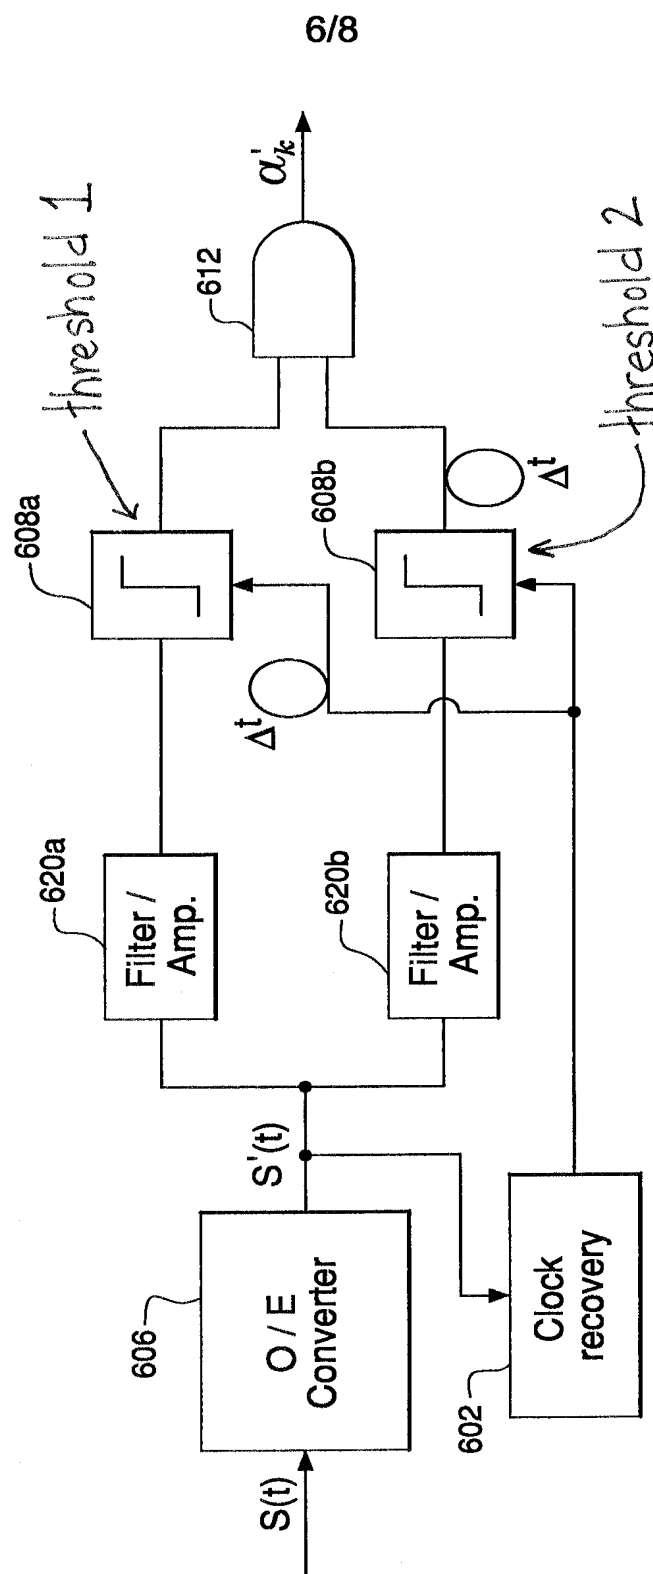 6/8
S(t)
606
O / E
Converter
S'(t)
602
Clock
recovery
620a
Filter /
Amp.
620b
Filter /
Amp.
Δt
608a
608b
Δt
threshold 1
threshold 2
612
α'k